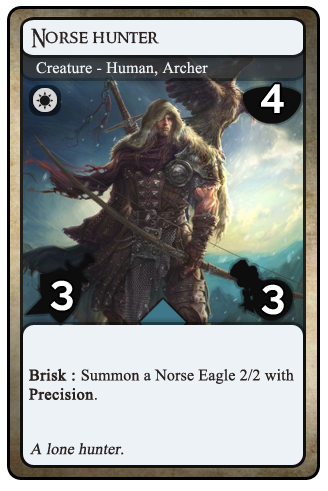 Norse hunter
Creature - Human, Archer
4
3
3
Brisk : Summon a Norse Eagle 2/2 with
Precision.
A lone hunter.